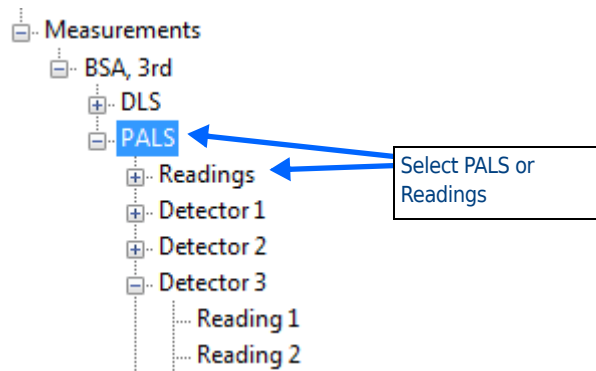 Measurements
BSA, 3rd
DLS
PALS
Readings
Select PALS or
Readings
Detector 1
Detector 2
Detector 3
Reading 1
Reading 2